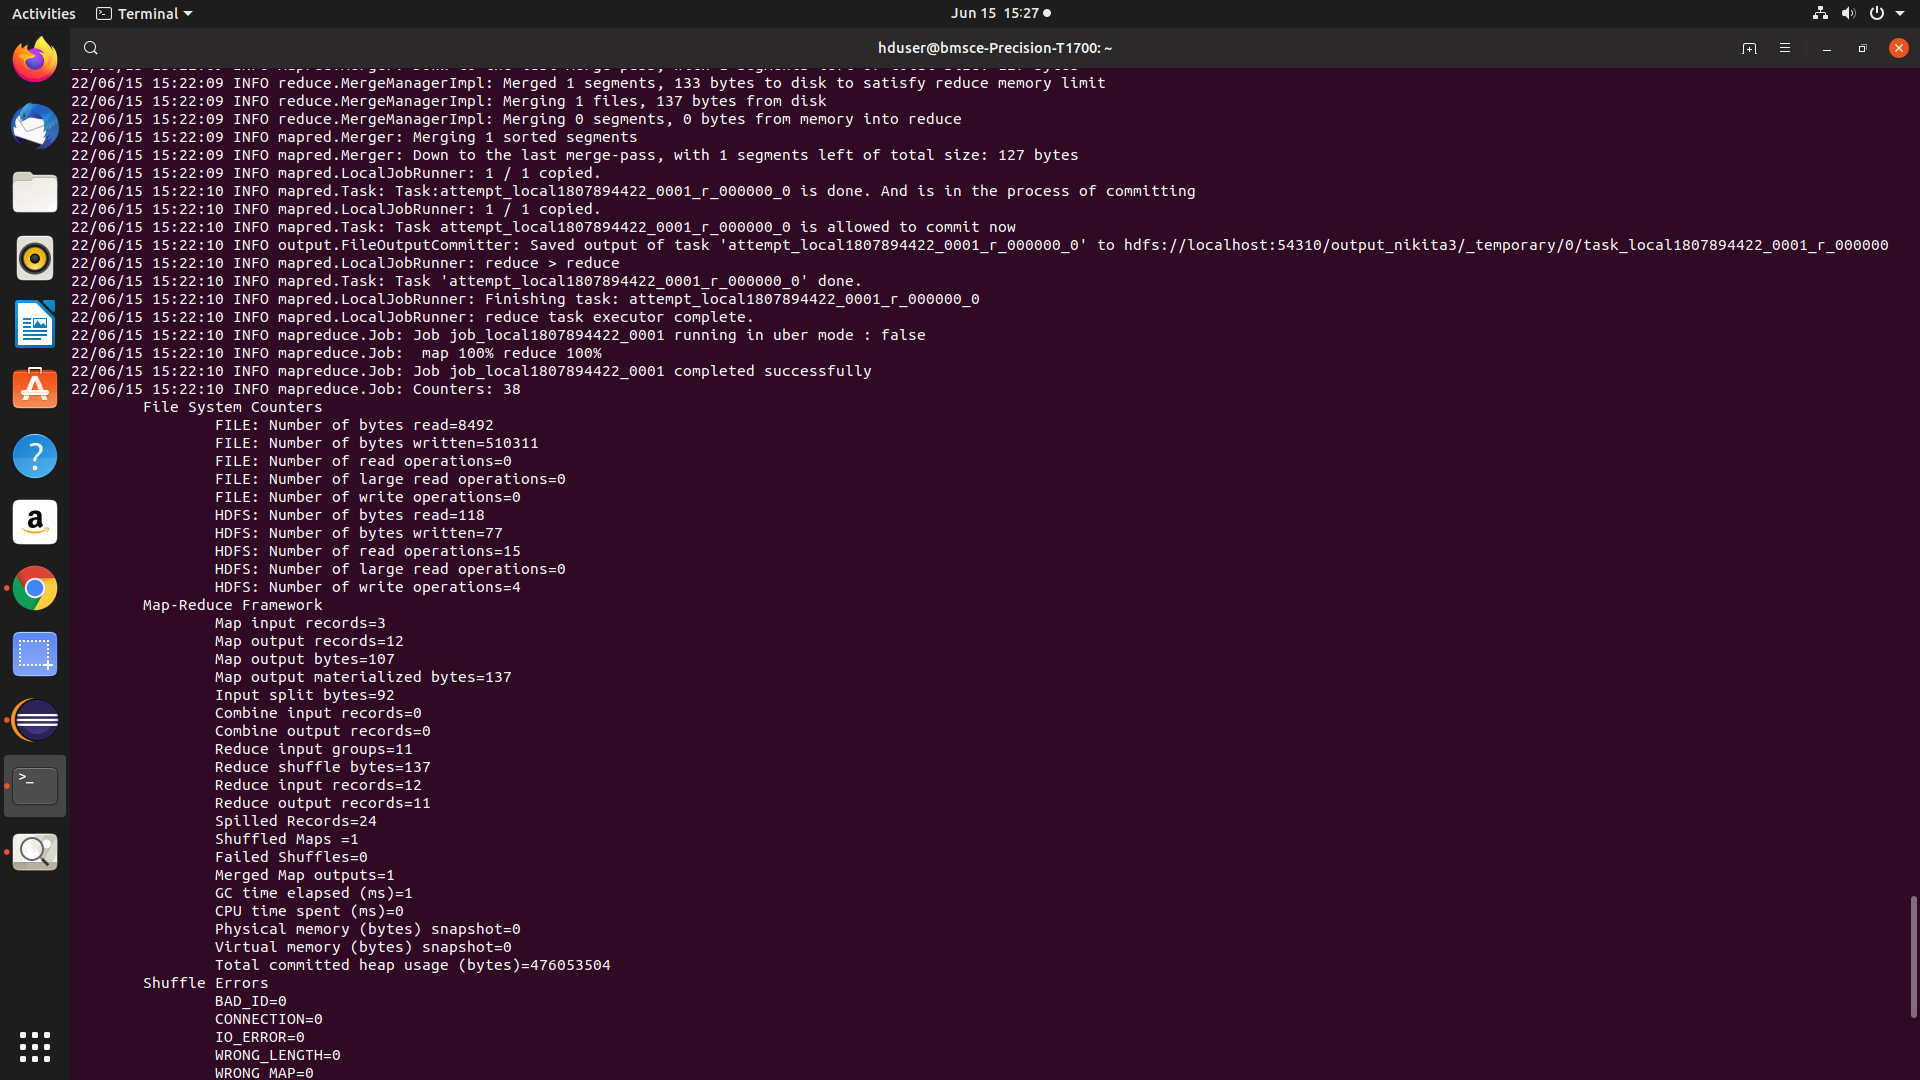 Activities
Terminal
Jun 15 15:27
hduser@bmsce-Precision-T1700: ~
22/06/15 15:22:09 INFO reduce.MergeManagerImpl: Merged 1 segments, 133 bytes to disk to satisfy reduce memory limit
22/06/15 15:22:09 INFO reduce.MergeManagerImpl: Merging 1 files, 137 bytes from disk
22/06/15 15:22:09 INFO reduce.MergeManagerImpl: Merging 0 segments, 0 bytes from memory into reduce
22/06/15 15:22:09 INFO mapred.Merger: Merging 1 sorted segments
22/06/15 15:22:09 INFO mapred.Merger: Down to the last merge-pass, with 1 segments left of total size: 127 bytes
22/06/15 15:22:09 INFO mapred.LocalJobRunner: 1 / 1 copied.
22/06/15 15:22:10 INFO mapred.Task: Task:attempt_local1807894422_0001_r_000000_0 is done. And is in the process of committing
22/06/15 15:22:10 INFO mapred.LocalJobRunner: 1 / 1 copied.
22/06/15 15:22:10 INFO mapred.Task: Task attempt_local1807894422_0001_r_000000_0 is allowed to commit now
22/06/15 15:22:10 INFO output.FileOutputCommitter: Saved output of task 'attempt_local1807894422_0001_r_000000_0' to hdfs://localhost:54310/output_nikita3/_temporary/0/task_local1807894422_0001_r_000000
22/06/15 15:22:10 INFO mapred.LocalJobRunner: reduce > reduce
22/06/15 15:22:10 INFO mapred.Task: Task 'attempt_local1807894422_0001_r_000000_0' done.
22/06/15 15:22:10 INFO mapred.LocalJobRunner: Finishing task: attempt_local1807894422_0001_r_000000_0
22/06/15 15:22:10 INFO mapred.LocalJobRunner: reduce task executor complete.
22/06/15 15:22:10 INFO mapreduce.Job: Job job_local1807894422_0001 running in uber mode : false
22/06/15 15:22:10 INFO mapreduce.Job:  map 100% reduce 100%
22/06/15 15:22:10 INFO mapreduce.Job: Job job_local1807894422_0001 completed successfully
22/06/15 15:22:10 INFO mapreduce.Job: Counters: 38
File System Counters
FILE: Number of bytes read=8492
FILE: Number of bytes written=510311
FILE: Number of read operations=0
FILE: Number of large read operations=0
FILE: Number of write operations=0
HDFS: Number of bytes read=118
HDFS: Number of bytes written=77
HDFS: Number of read operations=15
HDFS: Number of large read operations=0
HDFS: Number of write operations=4
Map-Reduce Framework
Map input records=3
Map output records=12
Map output bytes=107
Map output materialized bytes=137
Input split bytes=92
Combine input records=0
Combine output records=0
Reduce input groups=11
Reduce shuffle bytes=137
Reduce input records=12
Reduce output records=11
Spilled Records=24
Shuffled Maps =1
Failed Shuffles=0
Merged Map outputs=1
GC time elapsed (ms)=1
CPU time spent (ms)=0
Physical memory (bytes) snapshot=0
Virtual memory (bytes) snapshot=0
Total committed heap usage (bytes)=476053504
Shuffle Errors
BAD_ID=0
CONNECTION=0
IO_ERROR=0
WRONG_LENGTH=0
WRONG_MAP=0